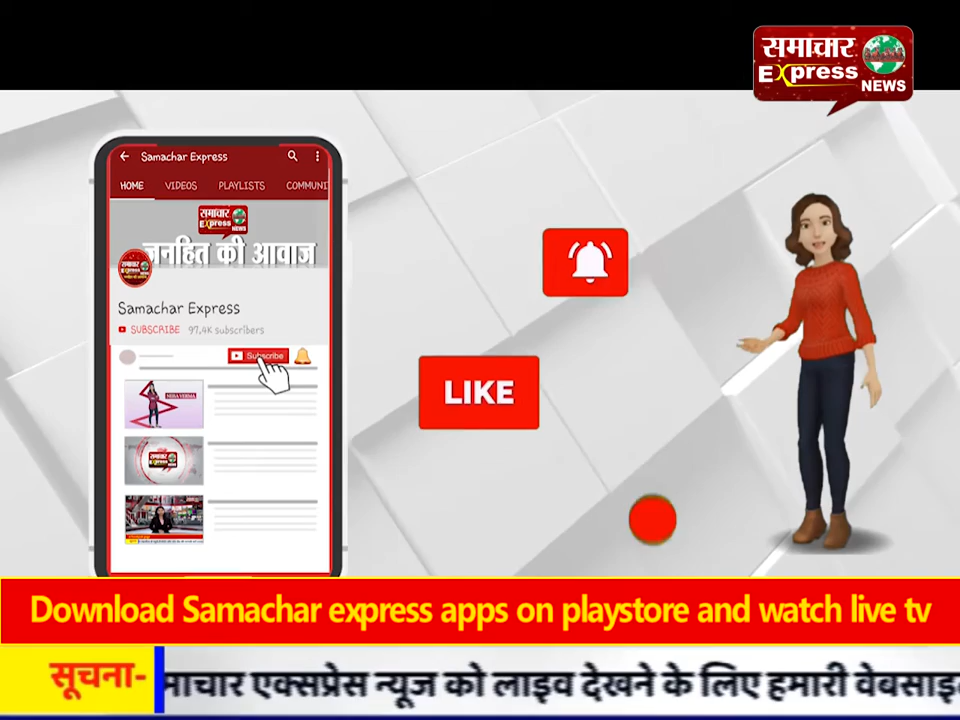 समाचार
Express
NEWS
Samachar Express
HOME VIDEOS PLAYLISTS COMMUNI
समाचार
Express
NEWS
जनहित की आवाज
Samachar Express
SUBSCRIBE 97.4K subscribers
Subscribe
LIKE
Download Samachar express apps on playstore and watch live tv
सूचना- माचार एक्सप्रेस न्यूज को लाइव देखने के लिए हमारी वेबसाइट